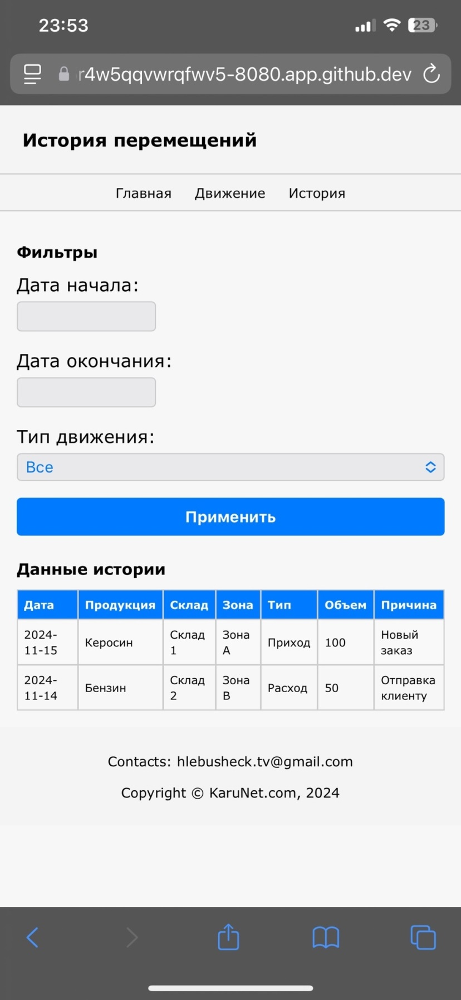 23:53
23
r4w5qqvwrqfwv5-8080.app.github.dev
История перемещений
Главная Движение История
Фильтры
Дата начала:
Дата окончания:
Тип движения:
Все
Применить
Данные истории
Дата Продукция Склад Зона Тип Объем Причина
2024-11-15 Керосин Склад 1 Зона A Приход 100 Новый заказ
2024-11-14 Бензин Склад 2 Зона B Расход 50 Отправка клиенту
Contacts: hlebusheck.tv@gmail.com
Copyright © KaruNet.com, 2024